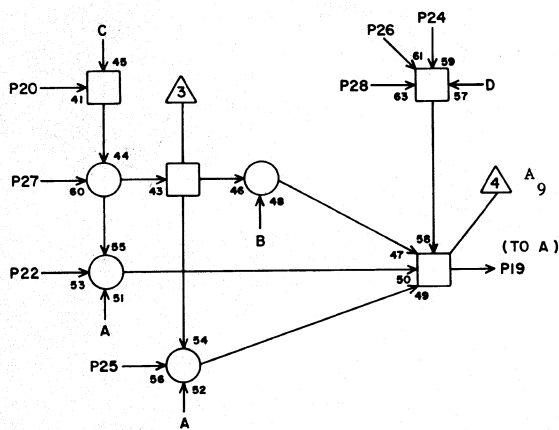 C P24
P26
45 61 59
P20 41 3 P28 63 57 D
44 4 A
9
P27 60 43 46 48
58 (TO A)
55 B 47
P22 53 51 50 P19
49
A 54
P25 56 52
A